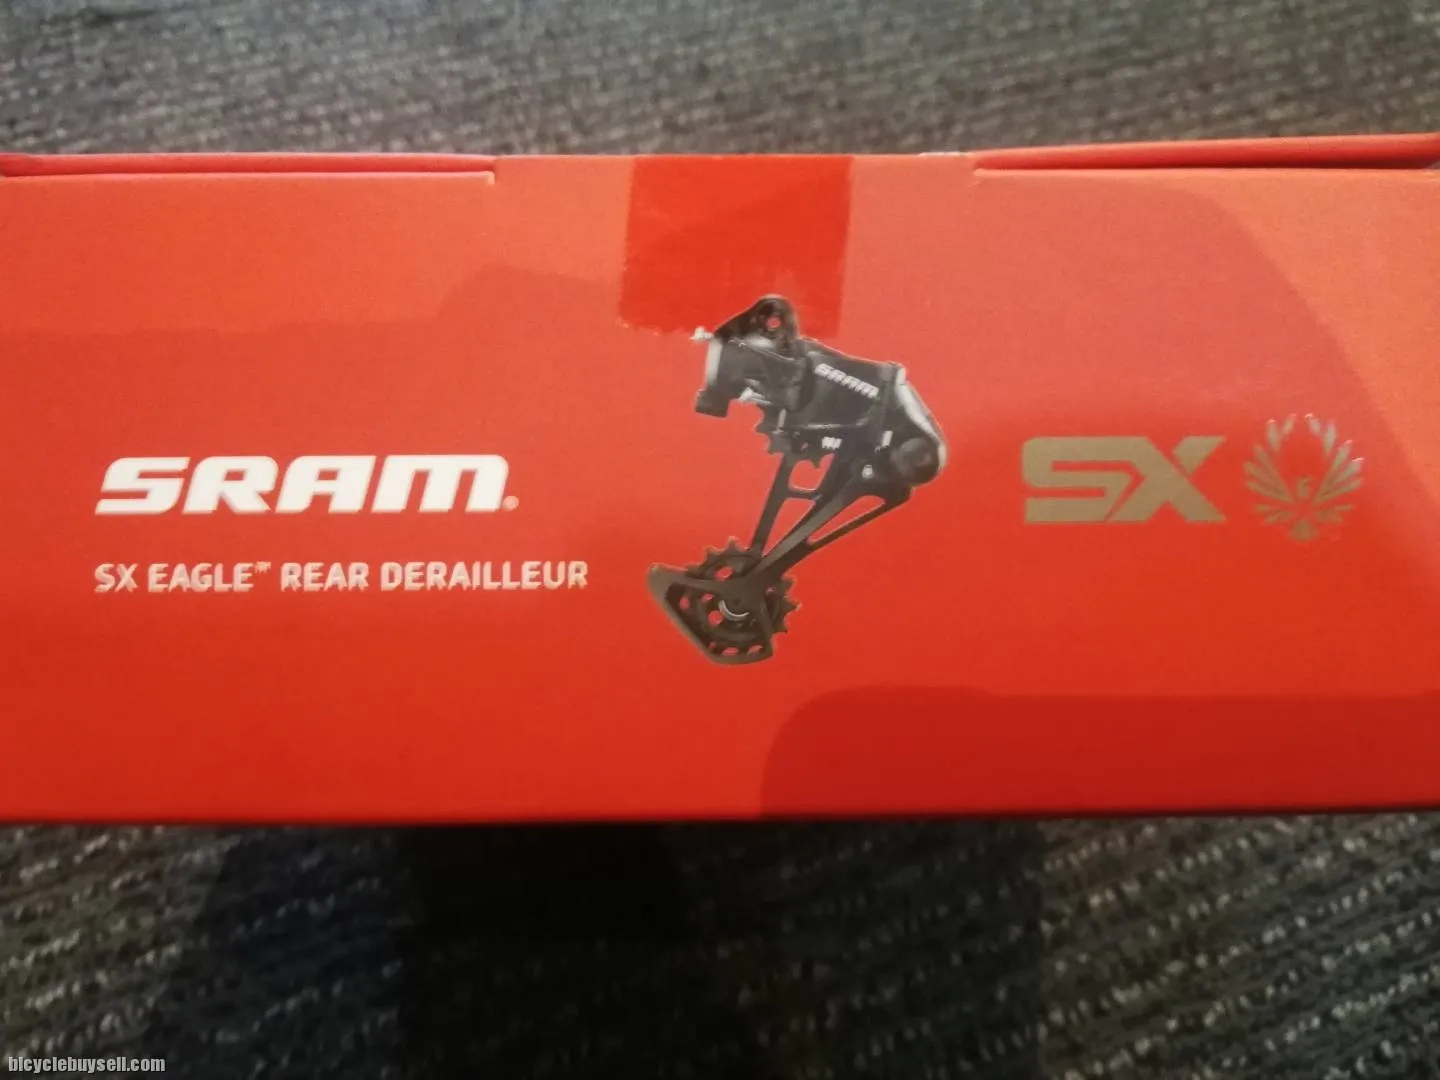 SRAM®
SX EAGLE™ REAR DERAILLEUR
SRAM
SX
bicyclebuysell.com